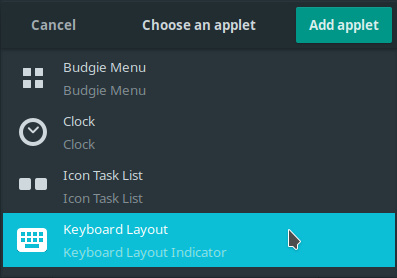 Cancel Choose an applet Add applet
Budgie Menu
Budgie Menu
Clock
Clock
Icon Task List
Icon Task List
Keyboard Layout
Keyboard Layout Indicator